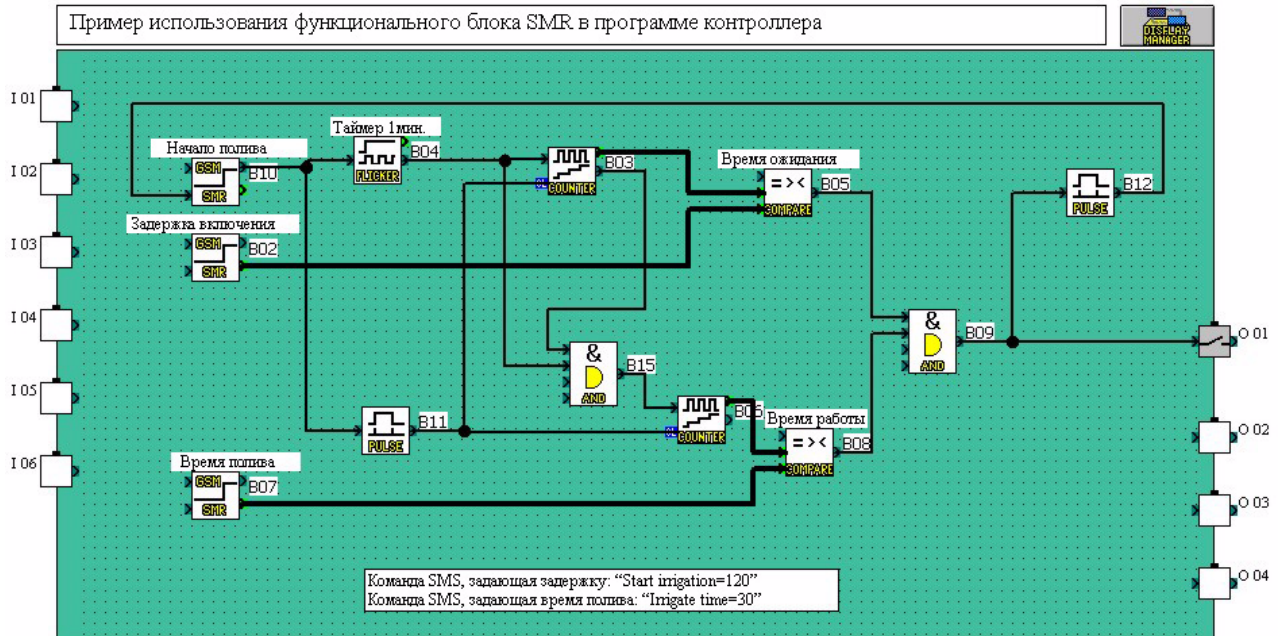 Пример использования функционального блока SMR в программе контроллера
DISPLAY
MANAGER
I 01
I 02
I 03
I 04
I 05
I 06
Начало полива
GSM
SMR
B10
Таймер 1мин.
FLICKER
B04
COUNTER
B03
CL
Время ожидания
=><
COMPARE
B05
PULSE
B12
Задержка включения
GSM
SMR
B02
&
AND
B09
O 01
&
AND
B15
PULSE
B11
COUNTER
B06
CL
Время работы
=><
COMPARE
B08
Время полива
GSM
SMR
B07
O 02
O 03
O 04
Команда SMS, задающая задержку: “Start irrigation=120”
Команда SMS, задающая время полива: “Irrigate time=30”